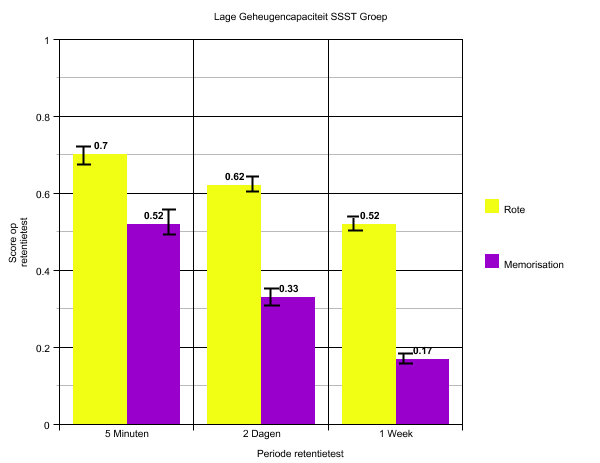 Lage Geheugencapaciteit SSST Groep
1
0.8
0.6
0.4
0.2
0
Score op
retentietest
0.7
0.52
0.62
0.33
0.52
0.17
5 Minuten
2 Dagen
1 Week
Periode retentietest
Rote
Memorisation